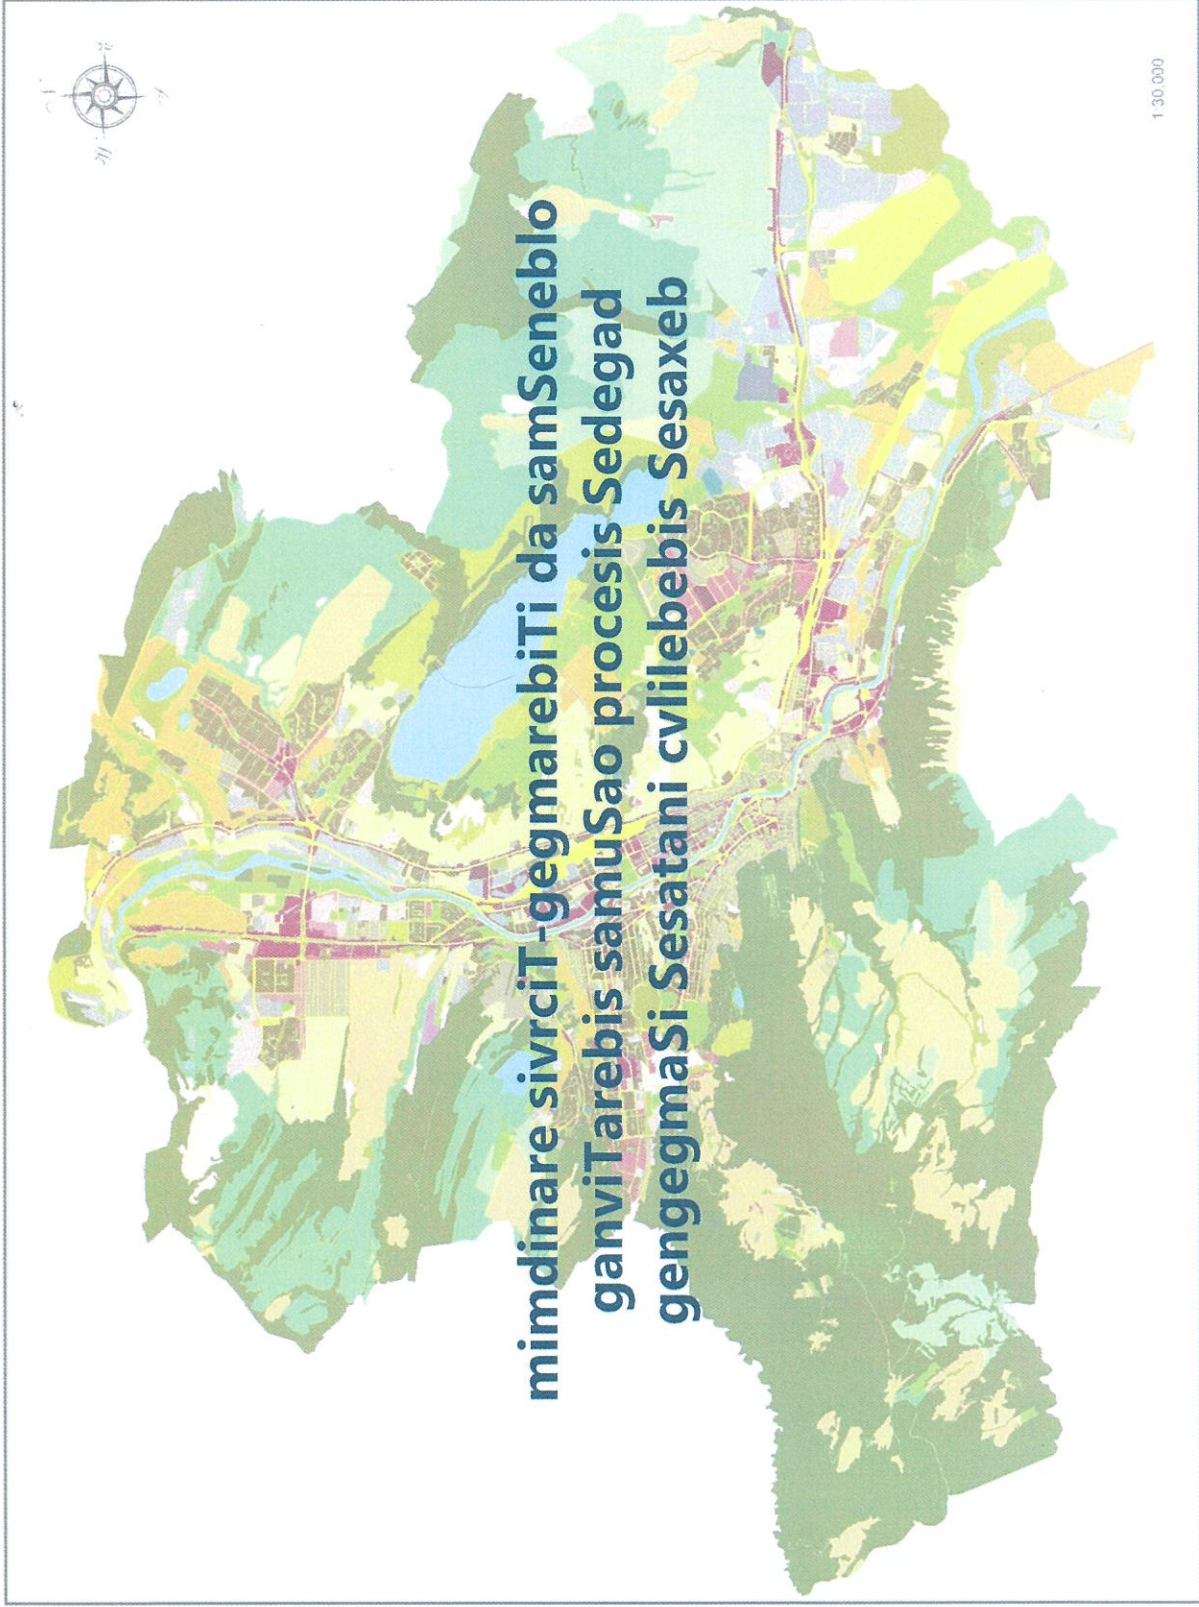 mimdinare sivrciT-gegmarebiTi da samSeneblo
ganviTarebis samuSao procesis Sedegad
gengegmaSi Sesatani cvlilebebis Sesaxeb
1:30,000